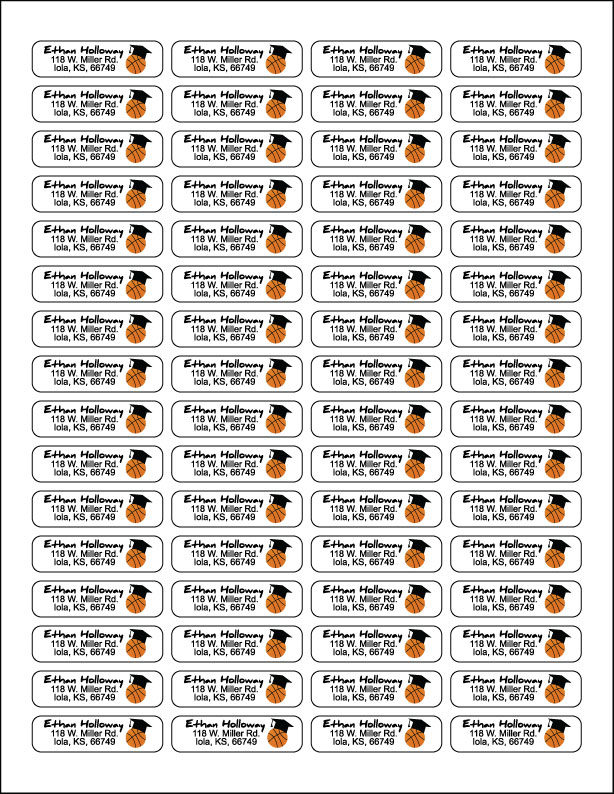 Ethan Holloway
118 W. Miller Rd.
Iola, KS, 66749
Ethan Holloway
118 W. Miller Rd.
Iola, KS, 66749
Ethan Holloway
118 W. Miller Rd.
Iola, KS, 66749
Ethan Holloway
118 W. Miller Rd.
Iola, KS, 66749
Ethan Holloway
118 W. Miller Rd.
Iola, KS, 66749
Ethan Holloway
118 W. Miller Rd.
Iola, KS, 66749
Ethan Holloway
118 W. Miller Rd.
Iola, KS, 66749
Ethan Holloway
118 W. Miller Rd.
Iola, KS, 66749
Ethan Holloway
118 W. Miller Rd.
Iola, KS, 66749
Ethan Holloway
118 W. Miller Rd.
Iola, KS, 66749
Ethan Holloway
118 W. Miller Rd.
Iola, KS, 66749
Ethan Holloway
118 W. Miller Rd.
Iola, KS, 66749
Ethan Holloway
118 W. Miller Rd.
Iola, KS, 66749
Ethan Holloway
118 W. Miller Rd.
Iola, KS, 66749
Ethan Holloway
118 W. Miller Rd.
Iola, KS, 66749
Ethan Holloway
118 W. Miller Rd.
Iola, KS, 66749
Ethan Holloway
118 W. Miller Rd.
Iola, KS, 66749
Ethan Holloway
118 W. Miller Rd.
Iola, KS, 66749
Ethan Holloway
118 W. Miller Rd.
Iola, KS, 66749
Ethan Holloway
118 W. Miller Rd.
Iola, KS, 66749
Ethan Holloway
118 W. Miller Rd.
Iola, KS, 66749
Ethan Holloway
118 W. Miller Rd.
Iola, KS, 66749
Ethan Holloway
118 W. Miller Rd.
Iola, KS, 66749
Ethan Holloway
118 W. Miller Rd.
Iola, KS, 66749
Ethan Holloway
118 W. Miller Rd.
Iola, KS, 66749
Ethan Holloway
118 W. Miller Rd.
Iola, KS, 66749
Ethan Holloway
118 W. Miller Rd.
Iola, KS, 66749
Ethan Holloway
118 W. Miller Rd.
Iola, KS, 66749
Ethan Holloway
118 W. Miller Rd.
Iola, KS, 66749
Ethan Holloway
118 W. Miller Rd.
Iola, KS, 66749
Ethan Holloway
118 W. Miller Rd.
Iola, KS, 66749
Ethan Holloway
118 W. Miller Rd.
Iola, KS, 66749
Ethan Holloway
118 W. Miller Rd.
Iola, KS, 66749
Ethan Holloway
118 W. Miller Rd.
Iola, KS, 66749
Ethan Holloway
118 W. Miller Rd.
Iola, KS, 66749
Ethan Holloway
118 W. Miller Rd.
Iola, KS, 66749
Ethan Holloway
118 W. Miller Rd.
Iola, KS, 66749
Ethan Holloway
118 W. Miller Rd.
Iola, KS, 66749
Ethan Holloway
118 W. Miller Rd.
Iola, KS, 66749
Ethan Holloway
118 W. Miller Rd.
Iola, KS, 66749
Ethan Holloway
118 W. Miller Rd.
Iola, KS, 66749
Ethan Holloway
118 W. Miller Rd.
Iola, KS, 66749
Ethan Holloway
118 W. Miller Rd.
Iola, KS, 66749
Ethan Holloway
118 W. Miller Rd.
Iola, KS, 66749
Ethan Holloway
118 W. Miller Rd.
Iola, KS, 66749
Ethan Holloway
118 W. Miller Rd.
Iola, KS, 66749
Ethan Holloway
118 W. Miller Rd.
Iola, KS, 66749
Ethan Holloway
118 W. Miller Rd.
Iola, KS, 66749
Ethan Holloway
118 W. Miller Rd.
Iola, KS, 66749
Ethan Holloway
118 W. Miller Rd.
Iola, KS, 66749
Ethan Holloway
118 W. Miller Rd.
Iola, KS, 66749
Ethan Holloway
118 W. Miller Rd.
Iola, KS, 66749
Ethan Holloway
118 W. Miller Rd.
Iola, KS, 66749
Ethan Holloway
118 W. Miller Rd.
Iola, KS, 66749
Ethan Holloway
118 W. Miller Rd.
Iola, KS, 66749
Ethan Holloway
118 W. Miller Rd.
Iola, KS, 66749
Ethan Holloway
118 W. Miller Rd.
Iola, KS, 66749
Ethan Holloway
118 W. Miller Rd.
Iola, KS, 66749
Ethan Holloway
118 W. Miller Rd.
Iola, KS, 66749
Ethan Holloway
118 W. Miller Rd.
Iola, KS, 66749
Ethan Holloway
118 W. Miller Rd.
Iola, KS, 66749
Ethan Holloway
118 W. Miller Rd.
Iola, KS, 66749
Ethan Holloway
118 W. Miller Rd.
Iola, KS, 66749
Ethan Holloway
118 W. Miller Rd.
Iola, KS, 66749